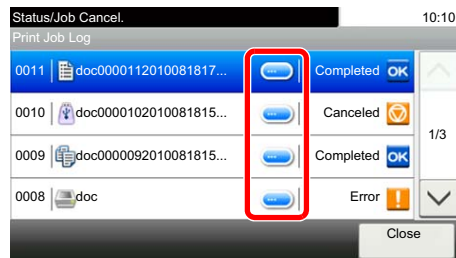 Status/Job Cancel. 10:10
Print Job Log
0011 doc0000112010081817... ... Completed OK
0010 doc0000102010081815... ... Canceled
1/3
0009 doc0000092010081815... ... Completed OK
0008 doc ... Error !
Close